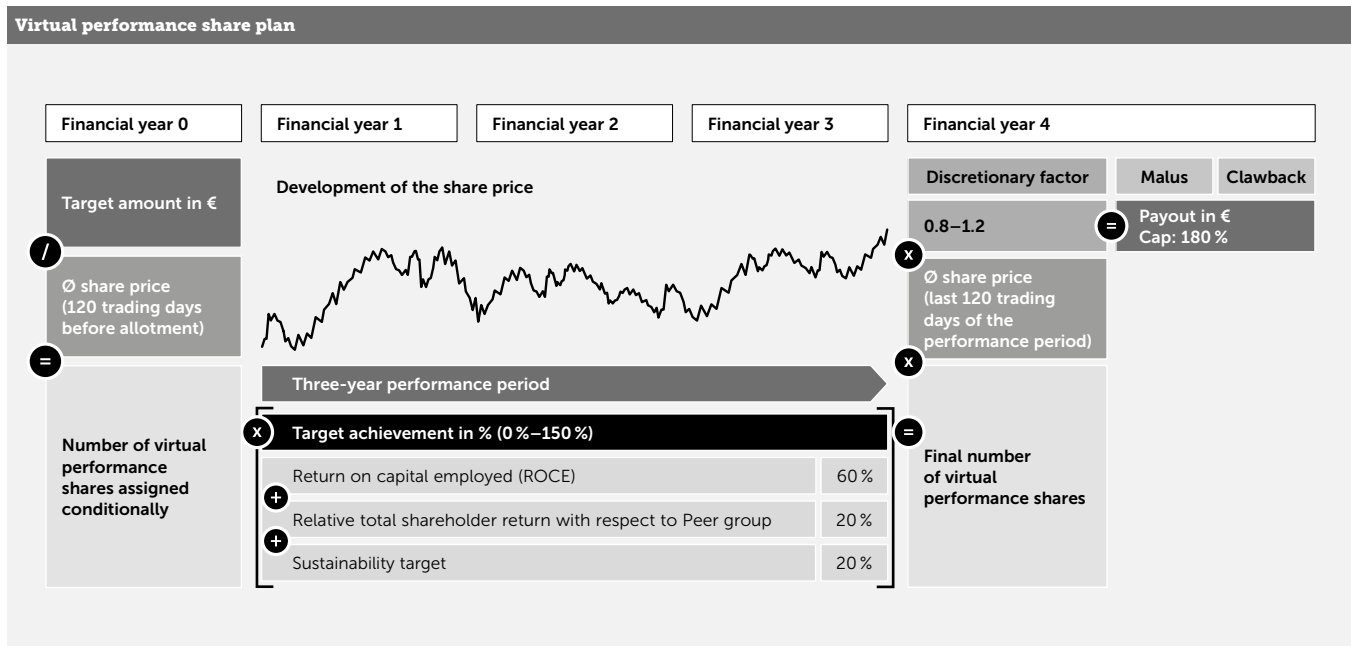 Virtual performance share plan
Financial year 0
Financial year 1
Financial year 2
Financial year 3
Financial year 4
Target amount in €
/
Ø share price
(120 trading days
before allotment)
=
Number of virtual
performance
shares assigned
conditionally
Development of the share price
Three-year performance period
x
Target achievement in % (0 %–150 %)
Return on capital employed (ROCE)
60 %
+
Relative total shareholder return with respect to Peer group
20 %
+
Sustainability target
20 %
=
Discretionary factor
0.8–1.2
x
Ø share price
(last 120 trading
days of the
performance period)
x
Final number
of virtual
performance shares
Malus
Clawback
=
Payout in €
Cap: 180 %